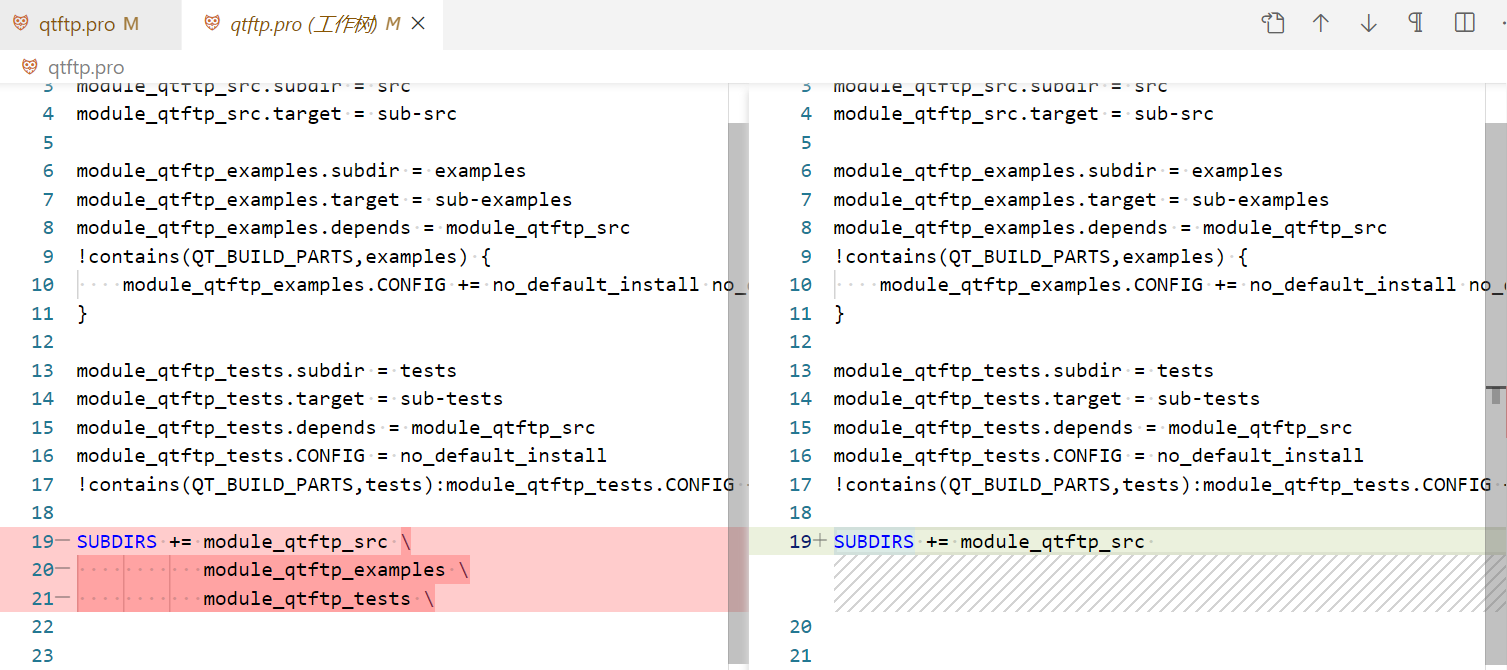 qtftp.pro M
qtftp.pro (工作树) M
qtftp.pro
3 module_qtftp_src.subdir = src
4 module_qtftp_src.target = sub-src
5
6 module_qtftp_examples.subdir = examples
7 module_qtftp_examples.target = sub-examples
8 module_qtftp_examples.depends = module_qtftp_src
9 !contains(QT_BUILD_PARTS,examples) {
10 module_qtftp_examples.CONFIG += no_default_install no_
11 }
12
13 module_qtftp_tests.subdir = tests
14 module_qtftp_tests.target = sub-tests
15 module_qtftp_tests.depends = module_qtftp_src
16 module_qtftp_tests.CONFIG = no_default_install
17 !contains(QT_BUILD_PARTS,tests):module_qtftp_tests.CONFIG
18
19− SUBDIRS += module_qtftp_src \
20− module_qtftp_examples \
21− module_qtftp_tests \
22
23
3 module_qtftp_src.subdir = src
4 module_qtftp_src.target = sub-src
5
6 module_qtftp_examples.subdir = examples
7 module_qtftp_examples.target = sub-examples
8 module_qtftp_examples.depends = module_qtftp_src
9 !contains(QT_BUILD_PARTS,examples) {
10 module_qtftp_examples.CONFIG += no_default_install no_
11 }
12
13 module_qtftp_tests.subdir = tests
14 module_qtftp_tests.target = sub-tests
15 module_qtftp_tests.depends = module_qtftp_src
16 module_qtftp_tests.CONFIG = no_default_install
17 !contains(QT_BUILD_PARTS,tests):module_qtftp_tests.CONFIG
18
19+ SUBDIRS += module_qtftp_src
20
21